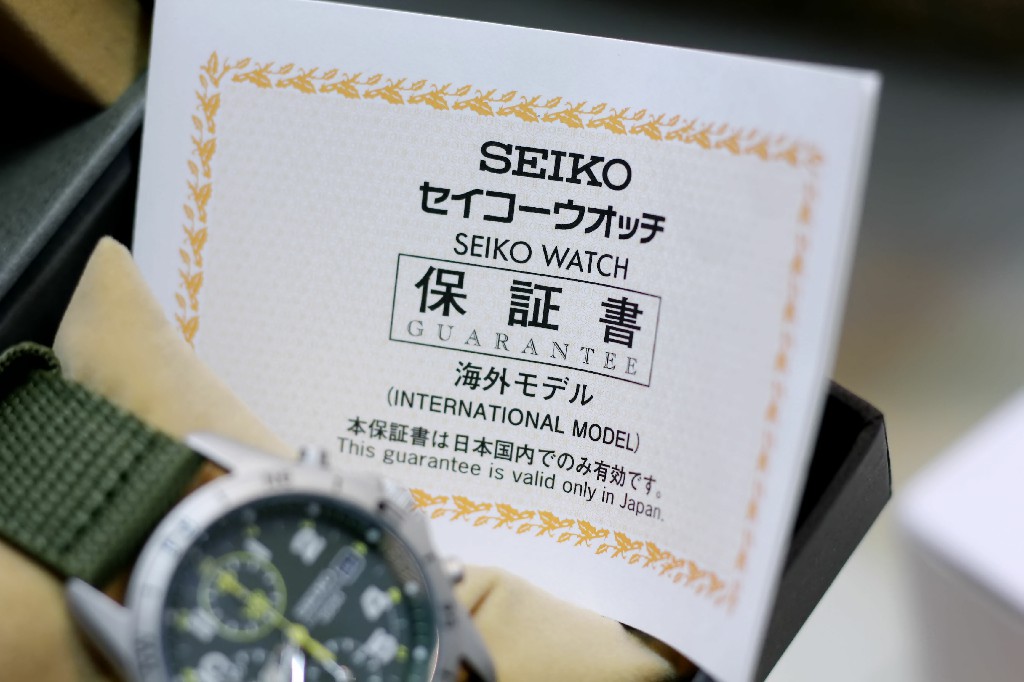 SEIKO
セイコーウオッチ
SEIKO WATCH
保証書
GUARANTEE
海外モデル
(INTERNATIONAL MODEL)
本保証書は日本国内でのみ有効です。
This guarantee is valid only in Japan.